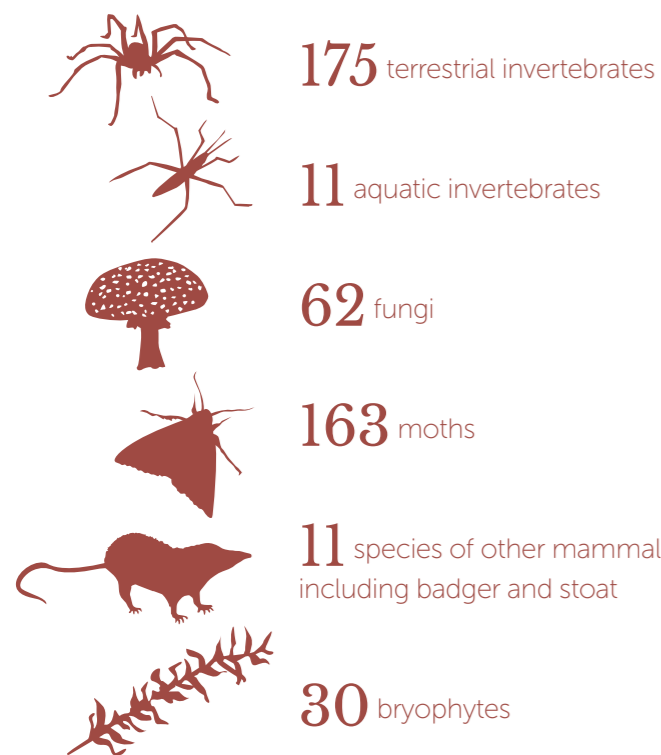 175 terrestrial invertebrates
11 aquatic invertebrates
62 fungi
163 moths
11 species of other mammal
including badger and stoat
30 bryophytes